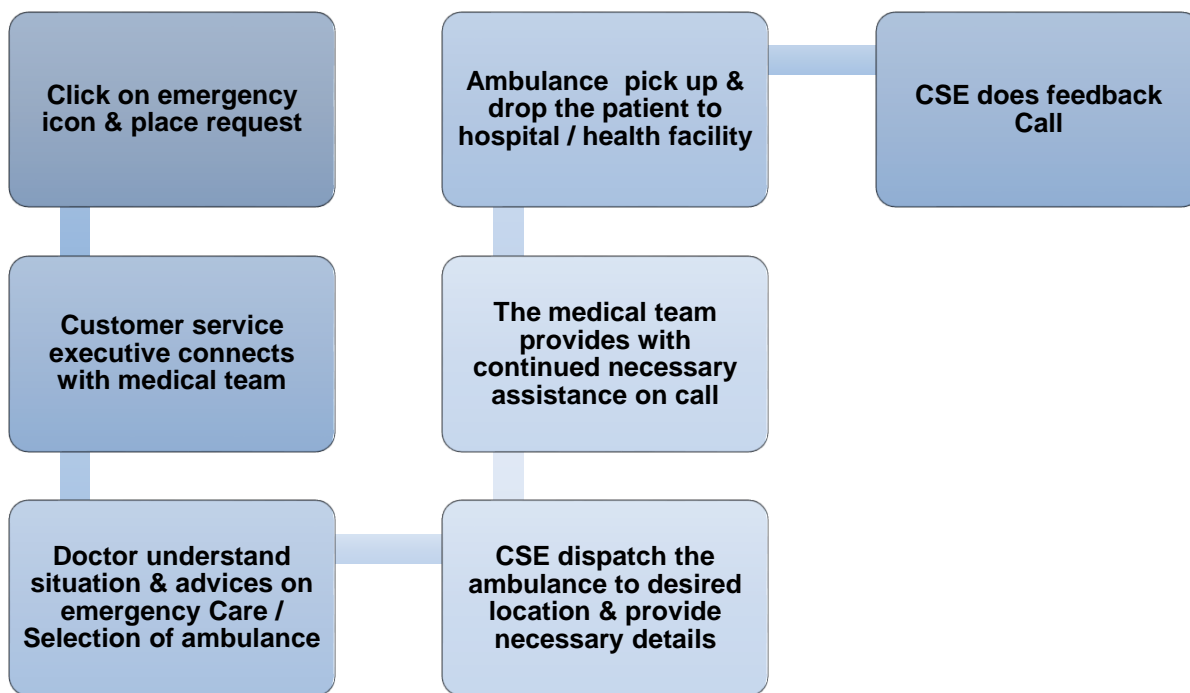 Click on emergency
icon & place request
Customer service
executive connects
with medical team
Doctor understand
situation & advices on
emergency Care /
Selection of ambulance
CSE dispatch the
ambulance to desired
location & provide
necessary details
The medical team
provides with
continued necessary
assistance on call
Ambulance pick up &
drop the patient to
hospital / health facility
CSE does feedback
Call